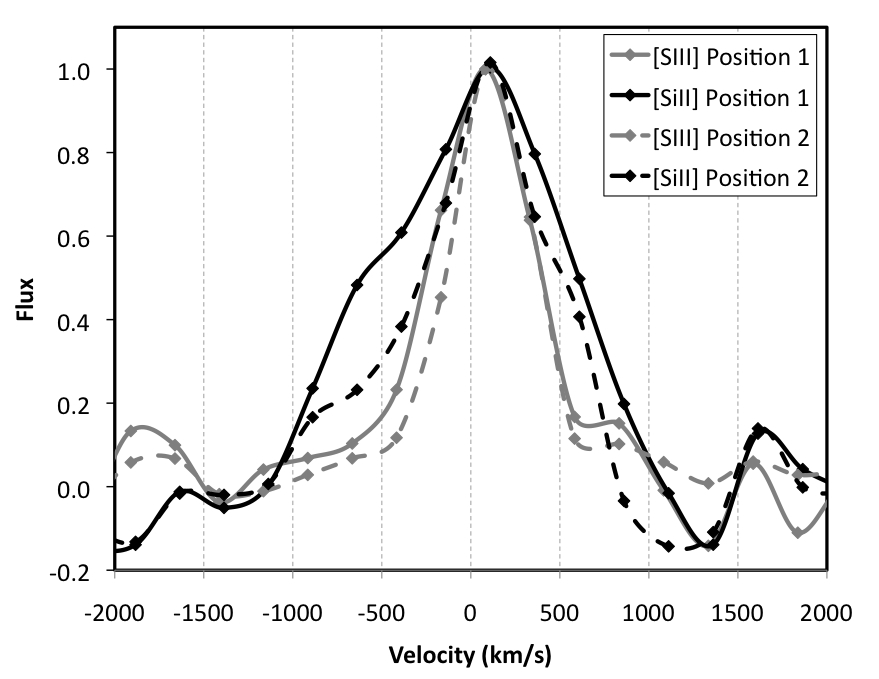 [SIII] Position 1
[SiII] Position 1
[SIII] Position 2
[SiII] Position 2
1.0
0.8
0.6
0.4
0.2
0.0
-0.2
Flux
-2000 -1500 -1000 -500 0 500 1000 1500 2000
Velocity (km/s)